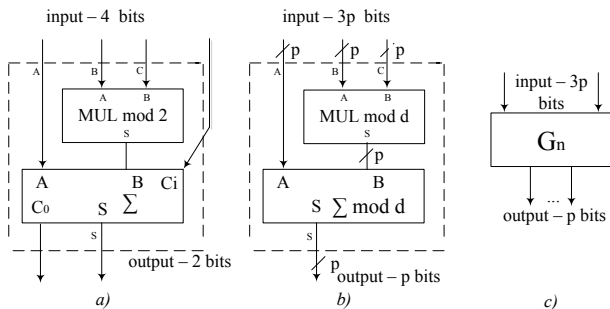 input – 4 bits
A
B
C
A
B
MUL mod 2
S
A
B
Ci
C0
S
Σ
S
output – 2 bits
a)
input – 3p bits
p
p
p
A
B
C
A
B
MUL mod d
S
p
A
B
S Σ mod d
S
p
output – p bits
b)
input – 3p
bits
Gn
...
output – p bits
c)